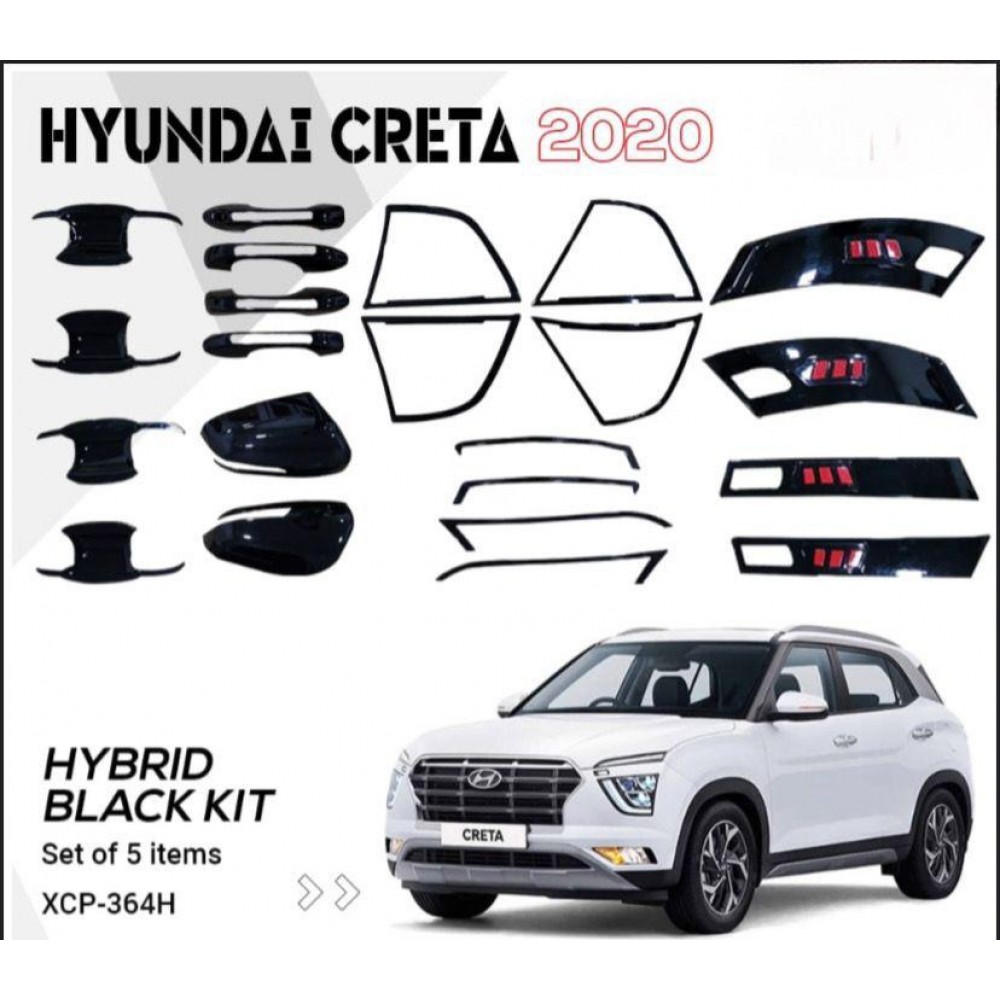 HYUNDAI CRETA 2020
HYBRID
BLACK KIT
Set of 5 items
XCP-364H
CRETA